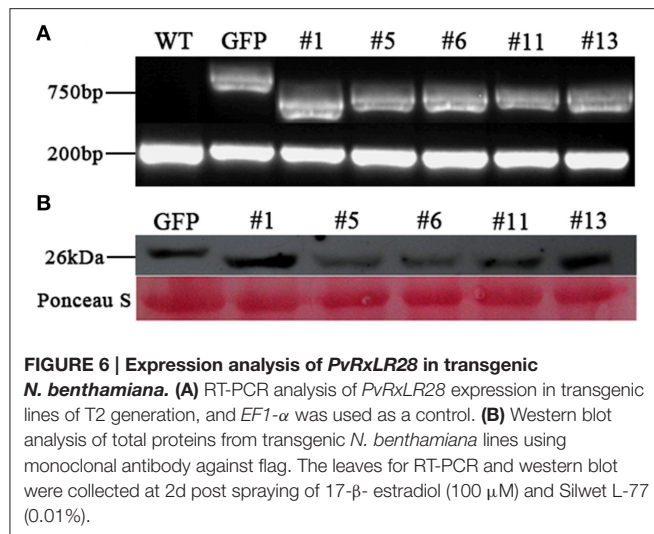 A
WT GFP #1 #5 #6 #11 #13
750bp
200bp
B
GFP #1 #5 #6 #11 #13
26kDa
Ponceau S
FIGURE 6 | Expression analysis of PvRxLR28 in transgenic
N. benthamiana. (A) RT-PCR analysis of PvRxLR28 expression in transgenic
lines of T2 generation, and EF1-α was used as a control. (B) Western blot
analysis of total proteins from transgenic N. benthamiana lines using
monoclonal antibody against flag. The leaves for RT-PCR and western blot
were collected at 2d post spraying of 17-β- estradiol (100 μM) and Silwet L-77
(0.01%).